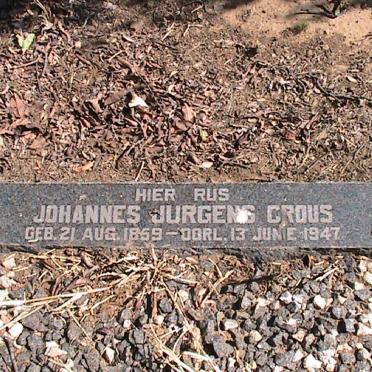 HIER RUS
JOHANNES JURGENS CROUS
GEB. 21 AUG. 1859 – OORL. 13 JUNIE 1947.